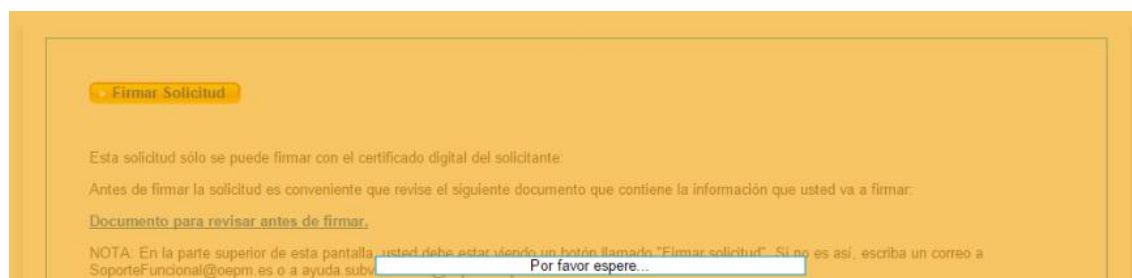 Firmar Solicitud
Esta solicitud sólo se puede firmar con el certificado digital del solicitante:
Antes de firmar la solicitud es conveniente que revise el siguiente documento que contiene la información que usted va a firmar:
Documento para revisar antes de firmar.
NOTA: En la parte superior de esta pantalla, usted debe estar viendo un botón llamado "Firmar solicitud". Si no es así, escriba un correo a
SoporteFuncional@oepm.es o a ayuda.subv
Por favor espere...